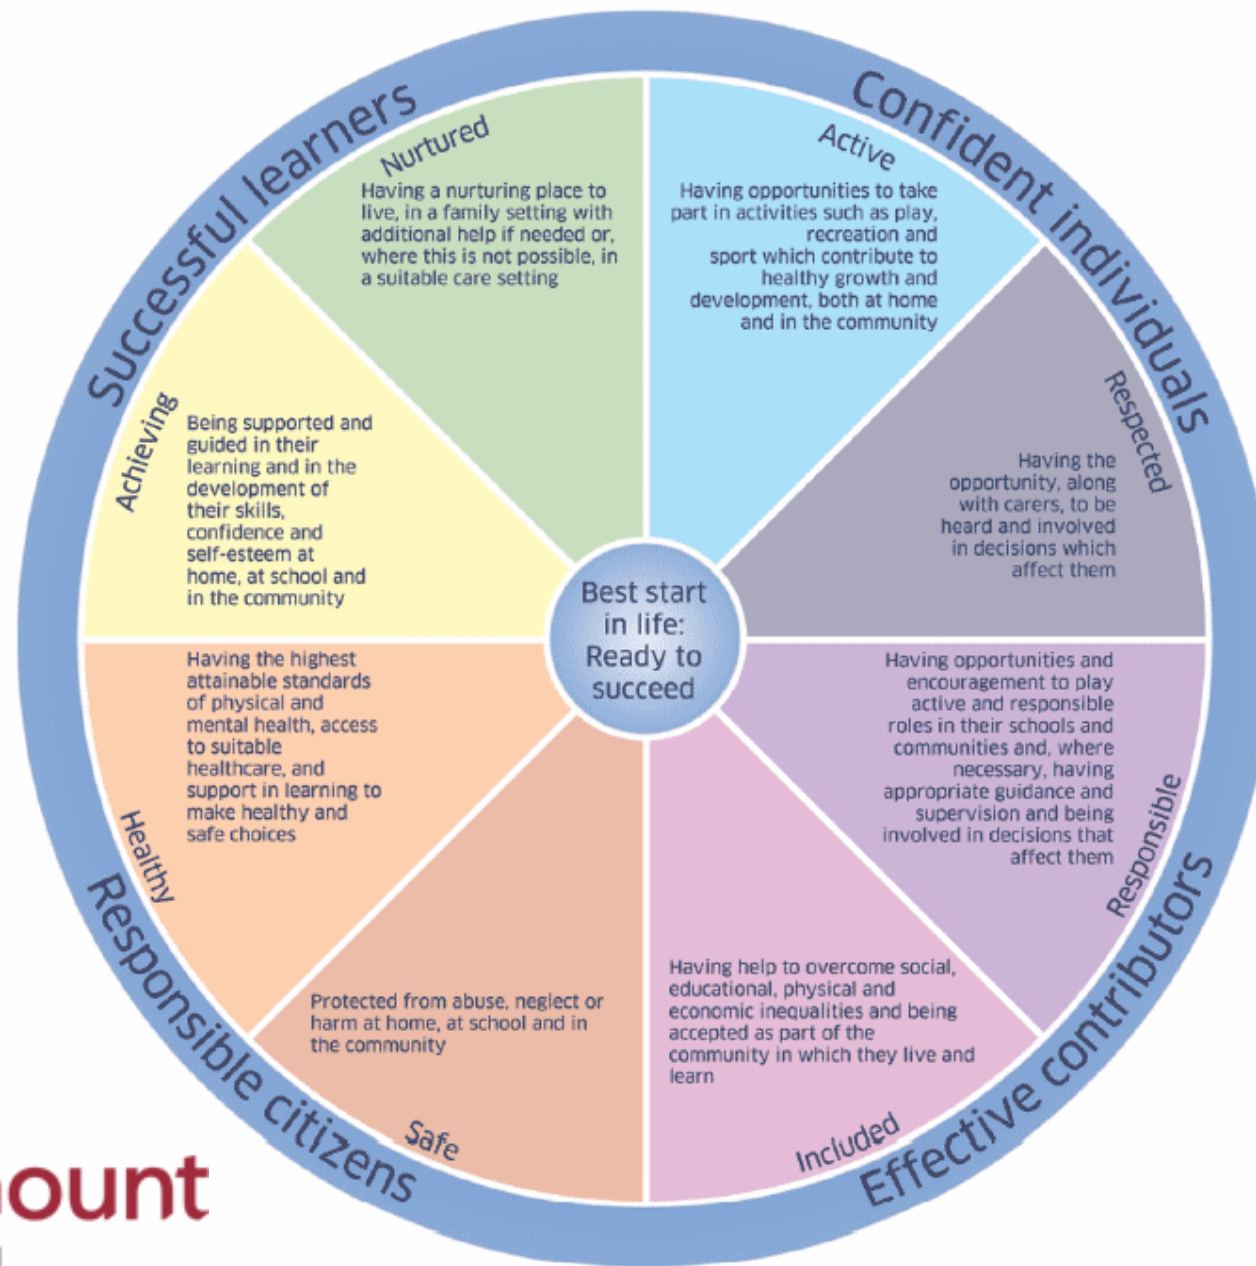 Successful learners
Confident individuals
Nurtured
Having a nurturing place to
live, in a family setting with
additional help if needed or,
where this is not possible, in
a suitable care setting
Active
Having opportunities to take
part in activities such as play,
recreation and
sport which contribute to
healthy growth and
development, both at home
and in the community
Achieving
Being supported and
guided in their
learning and in the
development of
their skills,
confidence and
self-esteem at
home, at school and
in the community
Respected
Having the
opportunity, along
with carers, to be
heard and involved
in decisions which
affect them
Best start
in life:
Ready to
succeed
Having the highest
attainable standards
of physical and
mental health, access
to suitable
healthcare, and
support in learning to
make healthy and
safe choices
Healthy
Having opportunities and
encouragement to play
active and responsible
roles in their schools and
communities and, where
necessary, having
appropriate guidance and
supervision and being
involved in decisions that
affect them
Responsible
Protected from abuse, neglect or
harm at home, at school and in
the community
Safe
Having help to overcome social,
educational, physical and
economic inequalities and being
accepted as part of the
community in which they live and
learn
Included
Responsible citizens
Effective contributors
ount